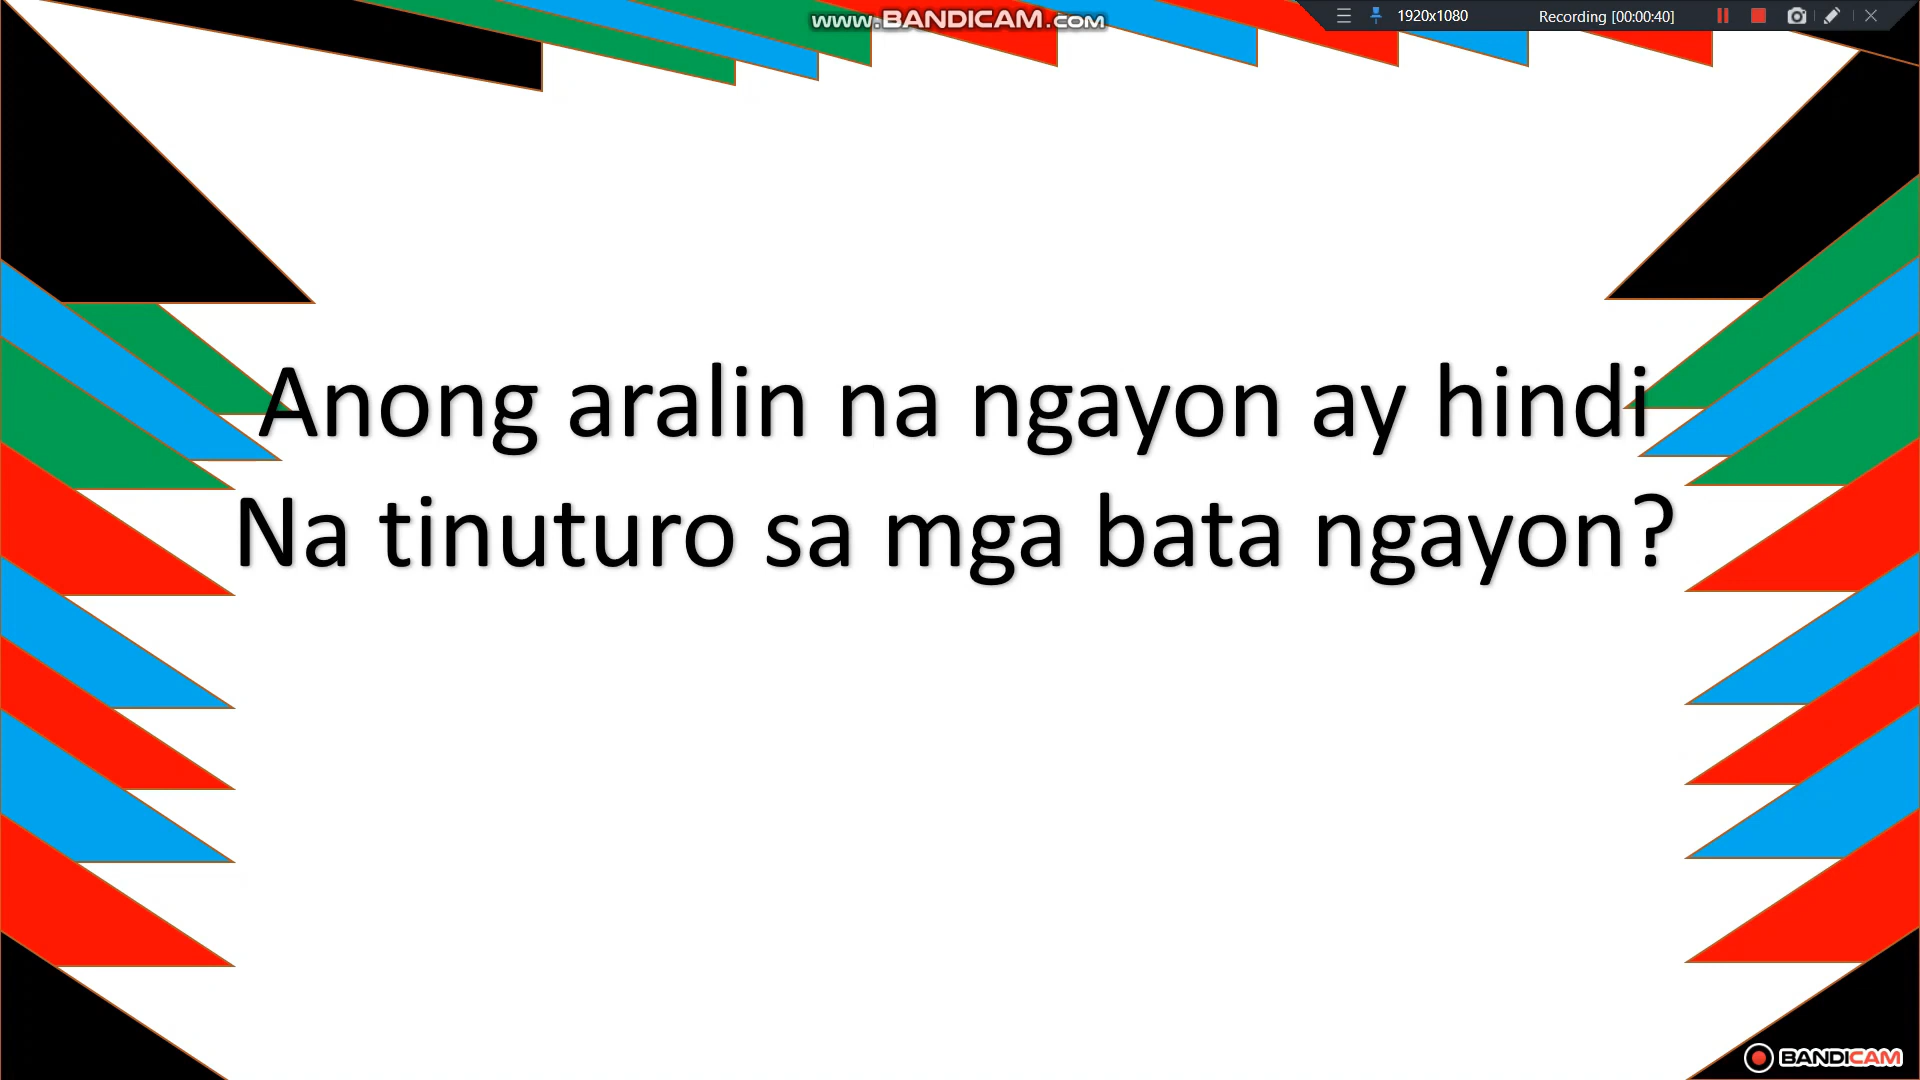 www.BANDICAM.com
1920x1080
Recording [00:00:40]
Anong aralin na ngayon ay hindi
Na tinuturo sa mga bata ngayon?
BANDICAM